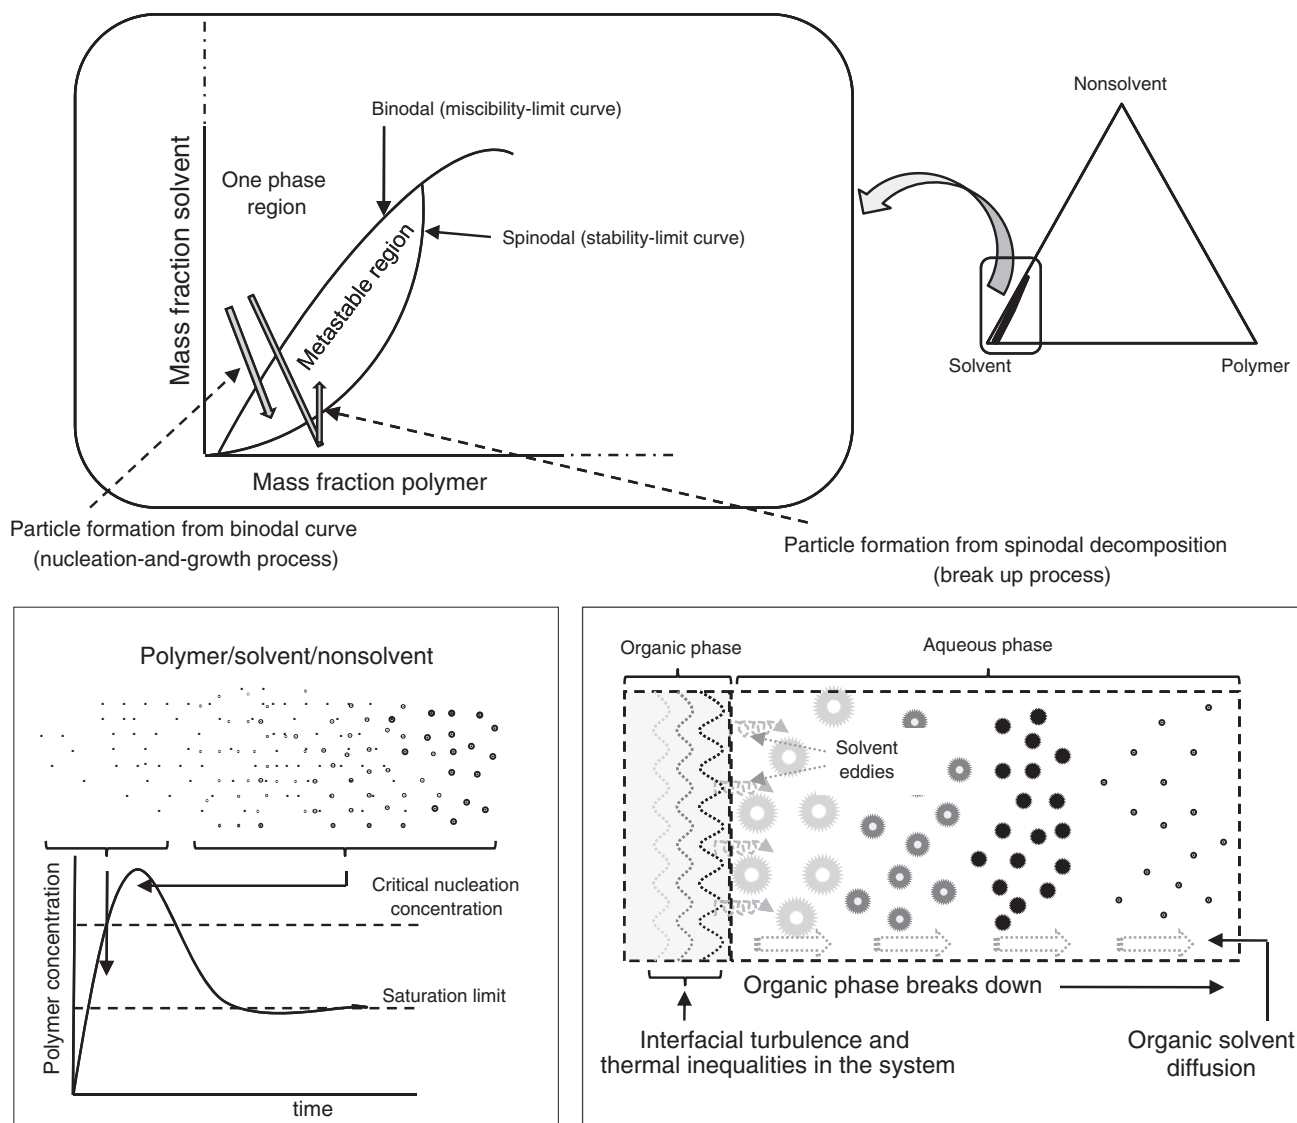 Nonsolvent
Binodal (miscibility-limit curve)
Mass fraction solvent
One phase
region
Metastable region
Spinodal (stability-limit curve)
Solvent
Polymer
Mass fraction polymer
Particle formation from binodal curve
(nucleation-and-growth process)
Particle formation from spinodal decomposition
(break up process)
Polymer/solvent/nonsolvent
Polymer concentration
Critical nucleation
concentration
Saturation limit
time
Organic phase
Aqueous phase
Solvent
eddies
Organic phase breaks down
Interfacial turbulence and
thermal inequalities in the system
Organic solvent
diffusion